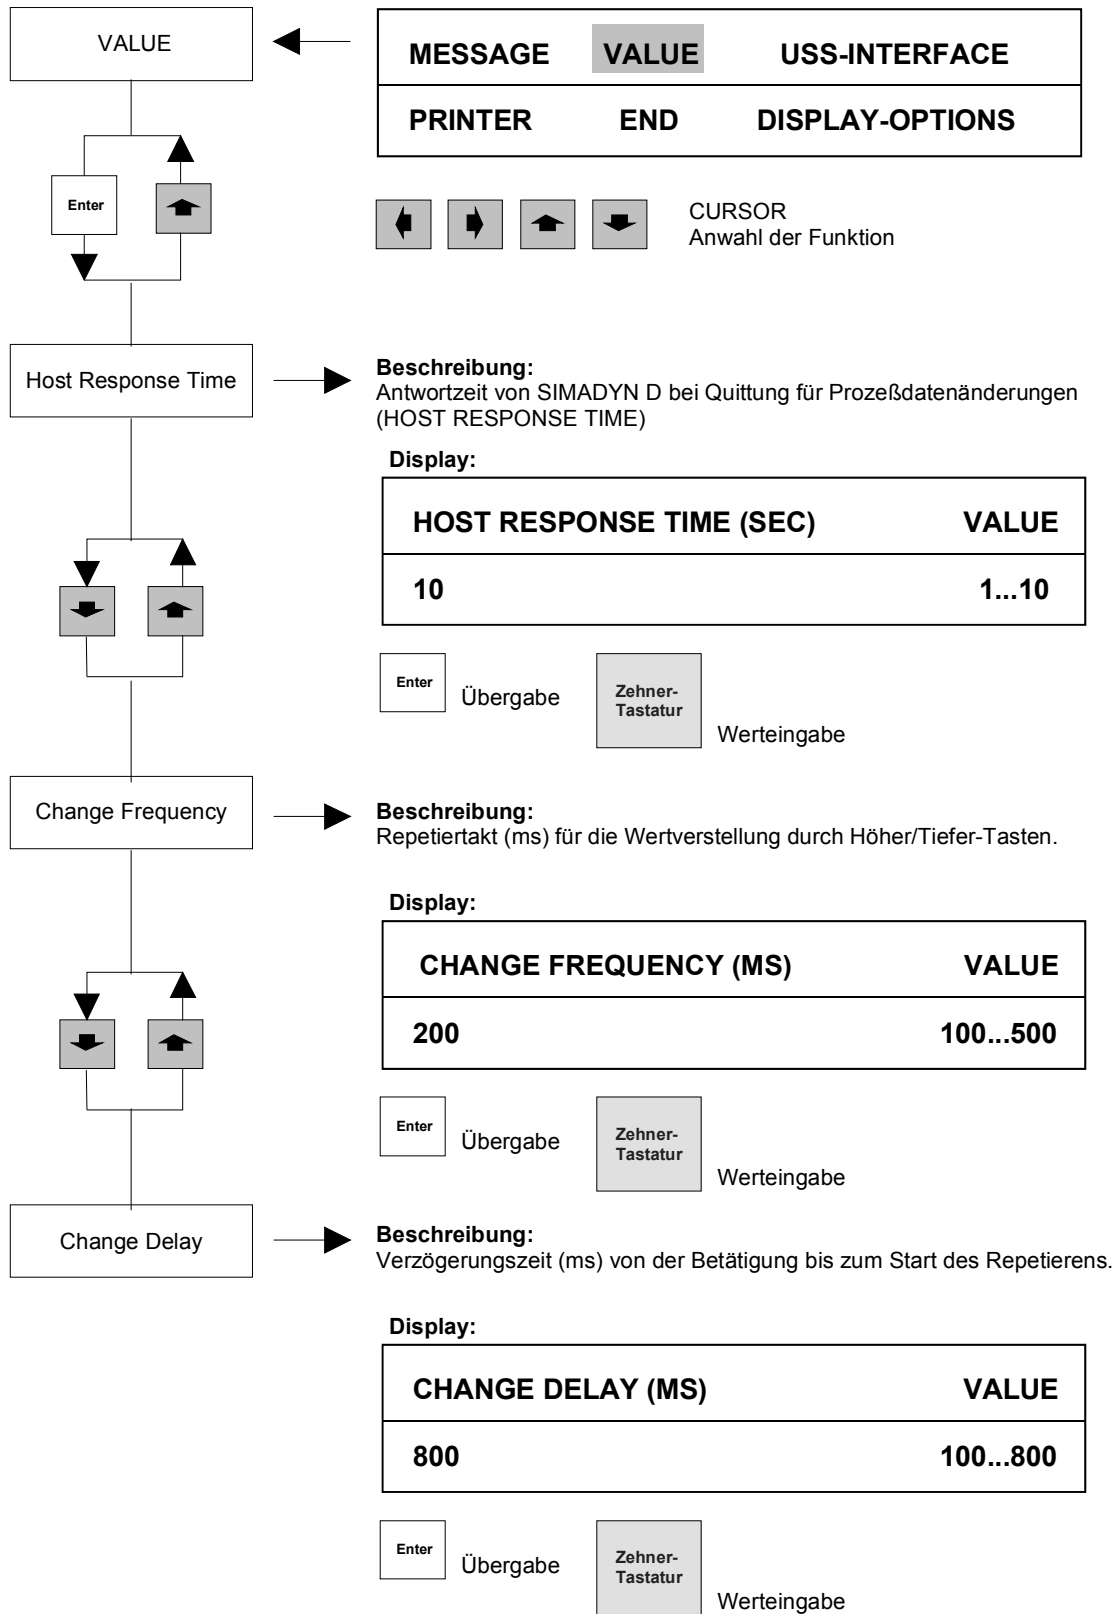 VALUE
MESSAGE VALUE USS-INTERFACE
PRINTER END DISPLAY-OPTIONS
Enter
CURSOR
Anwahl der Funktion
Host Response Time
Beschreibung:
Antwortzeit von SIMADYN D bei Quittung für Prozeßdatenänderungen
(HOST RESPONSE TIME)
Display:
HOST RESPONSE TIME (SEC) VALUE
10 1...10
Enter
Übergabe
Zehner-
Tastatur
Werteingabe
Change Frequency
Beschreibung:
Repetiertakt (ms) für die Wertverstellung durch Höher/Tiefer-Tasten.
Display:
CHANGE FREQUENCY (MS) VALUE
200 100...500
Enter
Übergabe
Zehner-
Tastatur
Werteingabe
Change Delay
Beschreibung:
Verzögerungszeit (ms) von der Betätigung bis zum Start des Repetierens.
Display:
CHANGE DELAY (MS) VALUE
800 100...800
Enter
Übergabe
Zehner-
Tastatur
Werteingabe